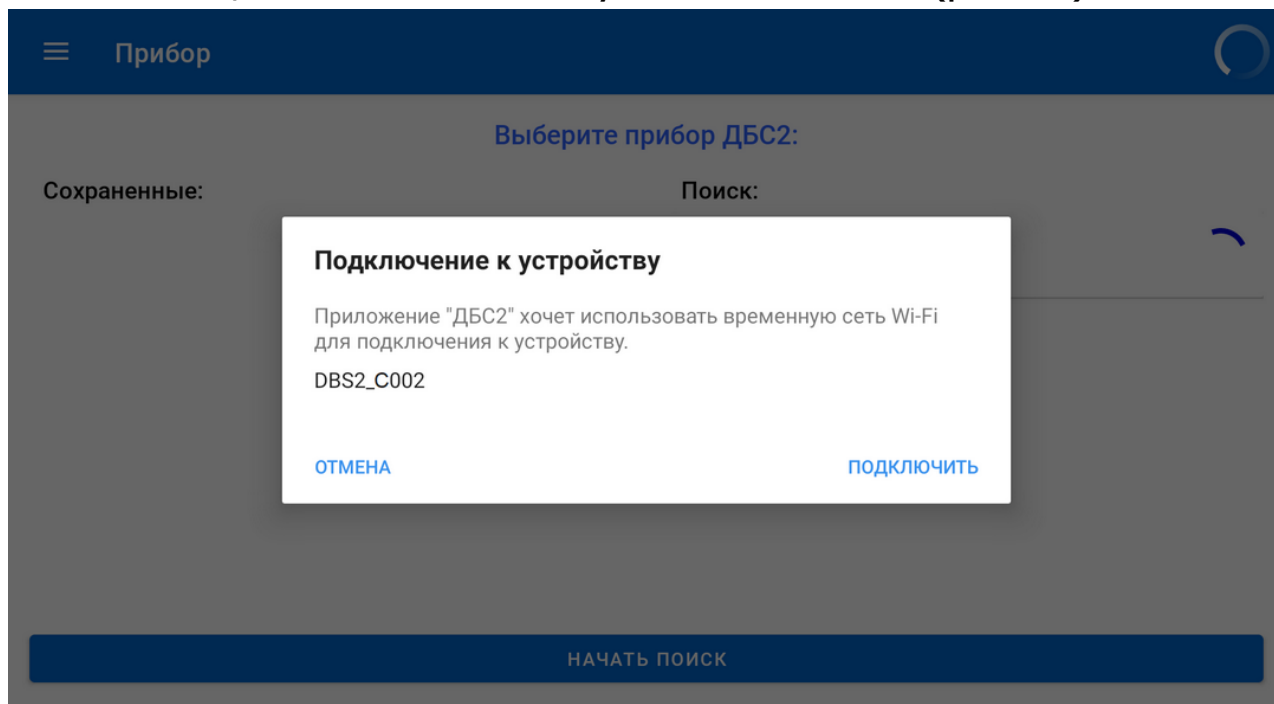 Прибор
Выберите прибор ДБС2:
Сохраненные:
Поиск:
Подключение к устройству
Приложение "ДБС2" хочет использовать временную сеть Wi-Fi
для подключения к устройству.
DBS2_C002
ОТМЕНА
ПОДКЛЮЧИТЬ
НАЧАТЬ ПОИСК